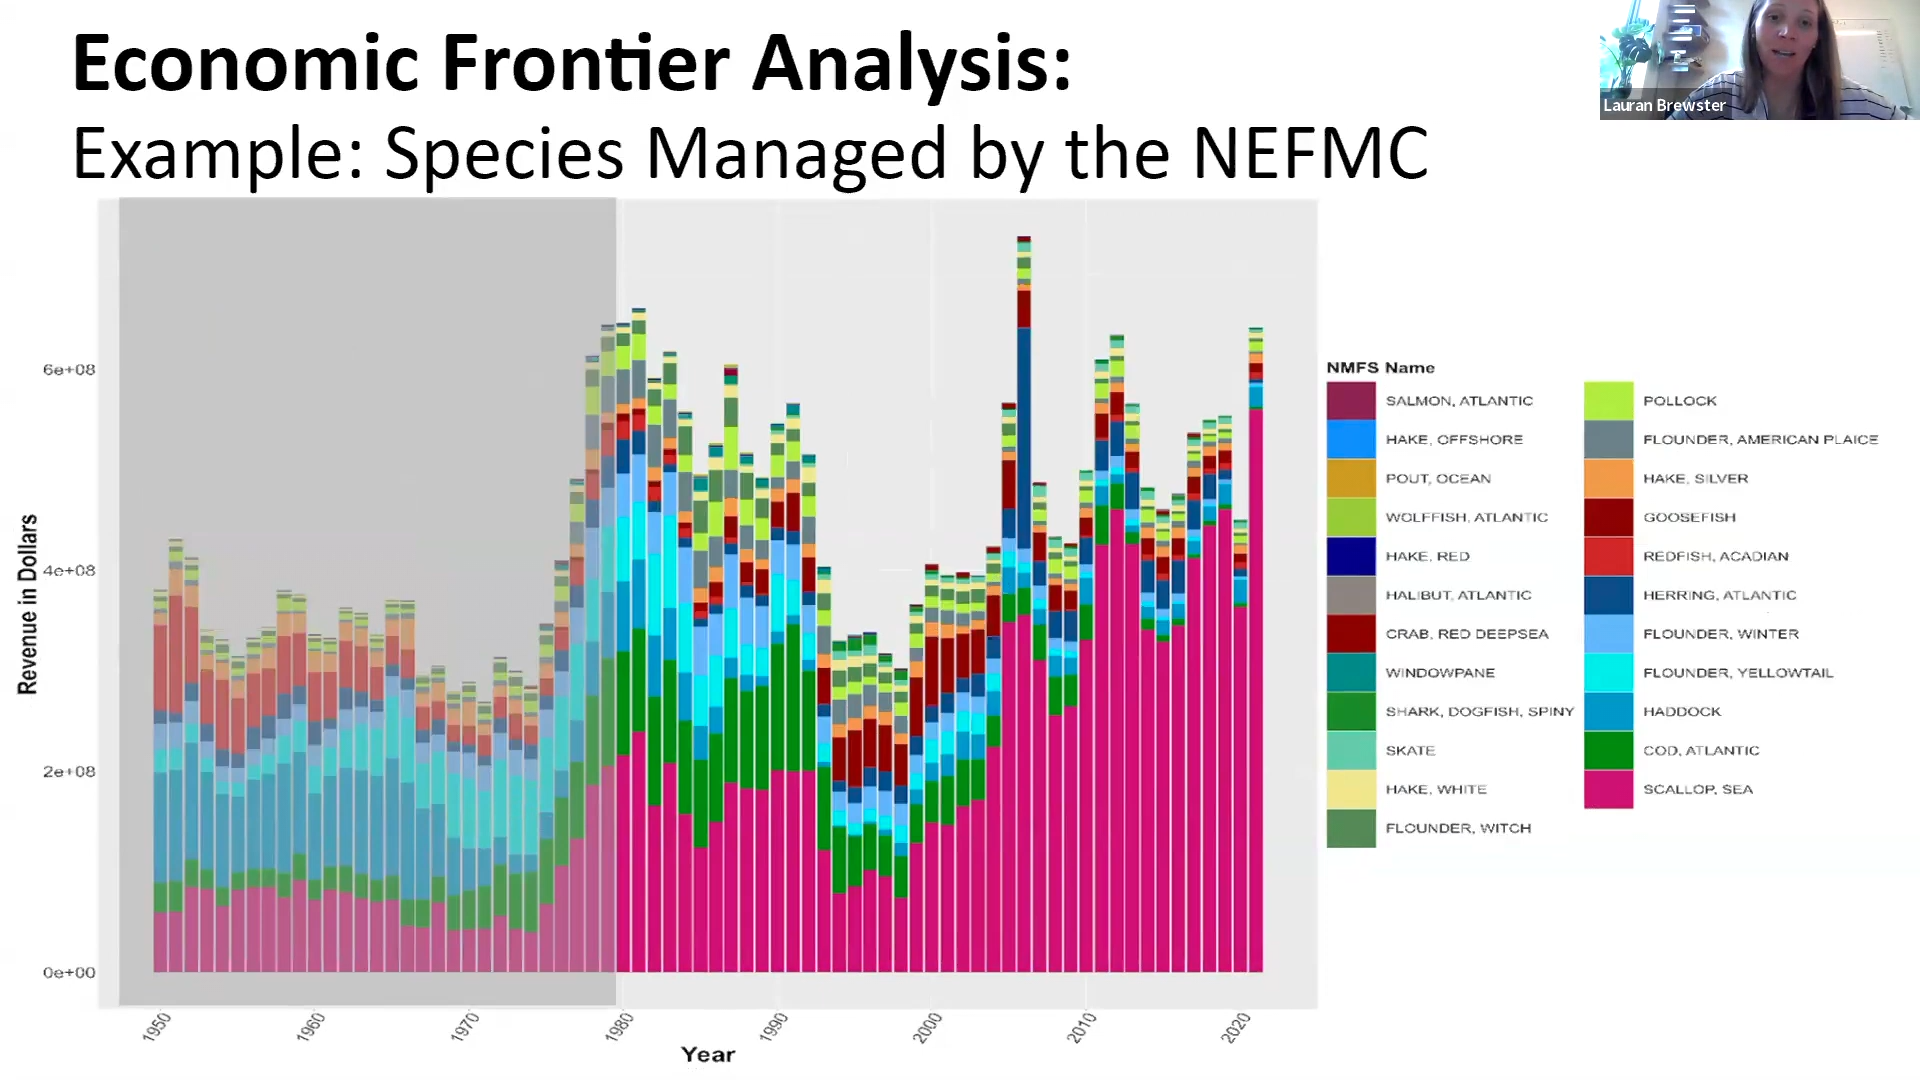 Economic Frontier Analysis:
Example: Species Managed by the NEFMC
Lauran Brewster
Revenue in Dollars
6e+08
4e+08
2e+08
0e+00
1950
1960
1970
1980
1990
2000
2010
2020
Year
NMFS Name
SALMON, ATLANTIC
HAKE, OFFSHORE
POUT, OCEAN
WOLFFISH, ATLANTIC
HAKE, RED
HALIBUT, ATLANTIC
CRAB, RED DEEPSEA
WINDOWPANE
SHARK, DOGFISH, SPINY
SKATE
HAKE, WHITE
FLOUNDER, WITCH
POLLOCK
FLOUNDER, AMERICAN PLAICE
HAKE, SILVER
GOOSEFISH
REDFISH, ACADIAN
HERRING, ATLANTIC
FLOUNDER, WINTER
FLOUNDER, YELLOWTAIL
HADDOCK
COD, ATLANTIC
SCALLOP, SEA